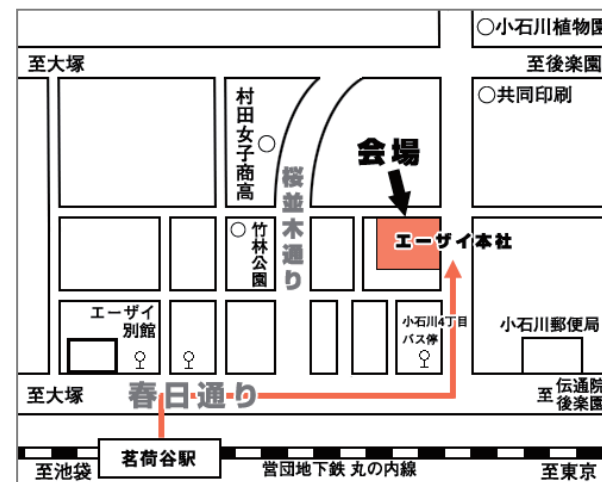 小石川植物園
至大塚
至後楽園
村田女子商高
共同印刷
会場
桜並木通り
竹林公園
エーザイ本社
エーザイ
別館
小石川4丁目
バス停
小石川郵便局
至大塚
春日通り
至 伝通院
後楽園
茗荷谷駅
至池袋
営団地下鉄 丸の内線
至東京